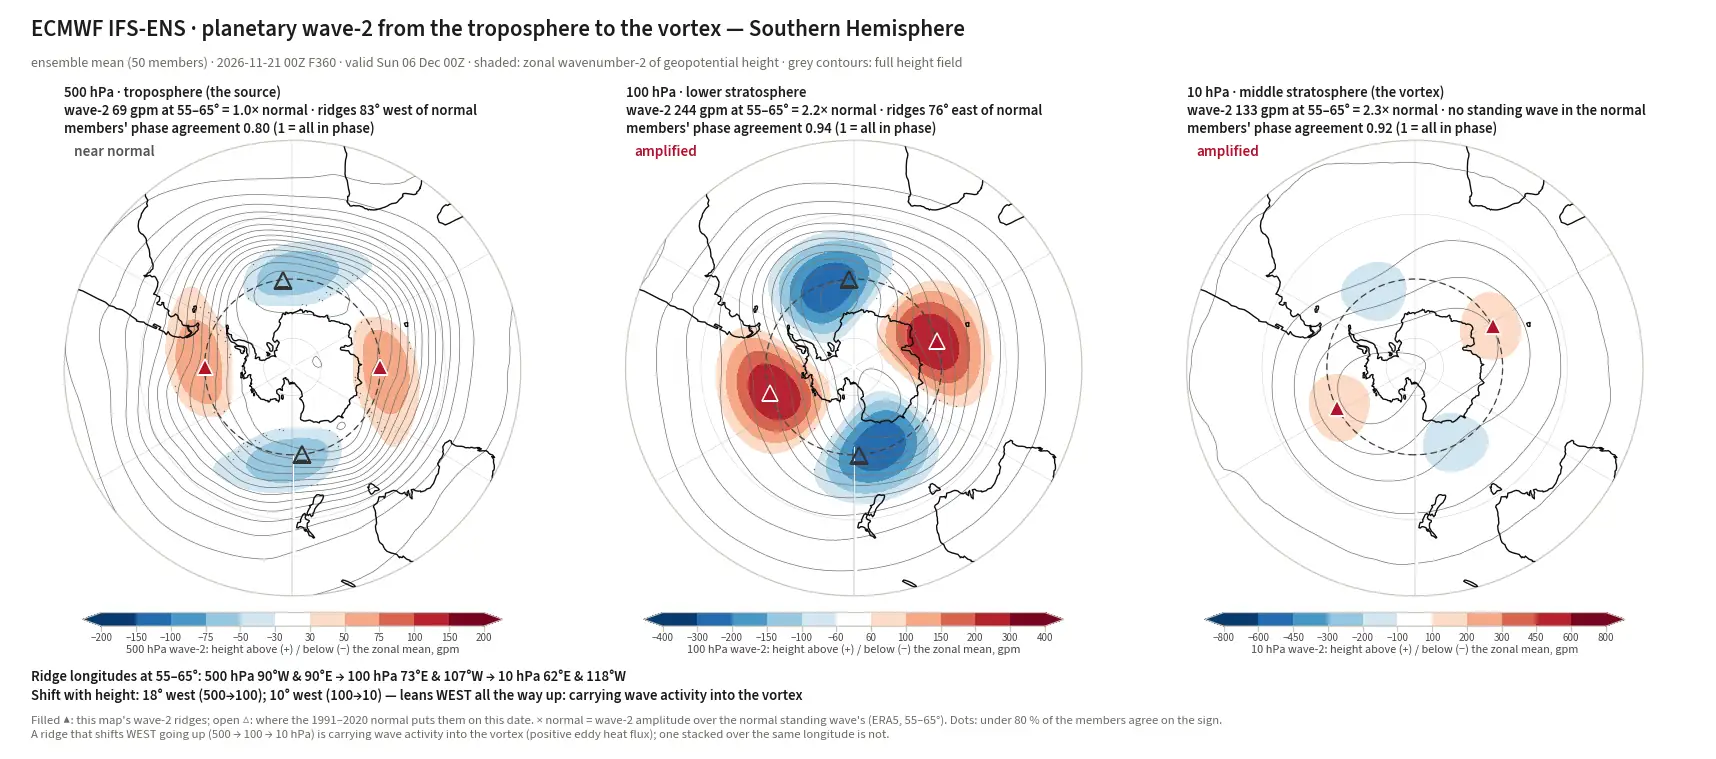 ECMWF IFS-ENS · planetary wave-2 from the troposphere to the vortex — Southern Hemisphere
ensemble mean (50 members) · 2026-11-21 00Z F360 · valid Sun 06 Dec 00Z · shaded: zonal wavenumber-2 of geopotential height · grey contours: full height field
500 hPa · troposphere (the source)
wave-2 69 gpm at 55–65° = 1.0× normal · ridges 83° west of normal
members' phase agreement 0.80 (1 = all in phase)
near normal
−200 −150 −100 −75 −50 −30 30 50 75 100 150 200
500 hPa wave-2: height above (+) / below (−) the zonal mean, gpm
100 hPa · lower stratosphere
wave-2 244 gpm at 55–65° = 2.2× normal · ridges 76° east of normal
members' phase agreement 0.94 (1 = all in phase)
amplified
−400 −300 −200 −150 −100 −60 60 100 150 200 300 400
100 hPa wave-2: height above (+) / below (−) the zonal mean, gpm
10 hPa · middle stratosphere (the vortex)
wave-2 133 gpm at 55–65° = 2.3× normal · no standing wave in the normal
members' phase agreement 0.92 (1 = all in phase)
amplified
−800 −600 −450 −300 −200 −100 100 200 300 450 600 800
10 hPa wave-2: height above (+) / below (−) the zonal mean, gpm
Ridge longitudes at 55–65°: 500 hPa 90°W & 90°E → 100 hPa 73°E & 107°W → 10 hPa 62°E & 118°W
Shift with height: 18° west (500→100); 10° west (100→10) — leans WEST all the way up: carrying wave activity into the vortex
Filled ▲: this map's wave-2 ridges; open △: where the 1991–2020 normal puts them on this date. × normal = wave-2 amplitude over the normal standing wave's (ERA5, 55–65°). Dots: under 80 % of the members agree on the sign.
A ridge that shifts WEST going up (500 → 100 → 10 hPa) is carrying wave activity into the vortex (positive eddy heat flux); one stacked over the same longitude is not.